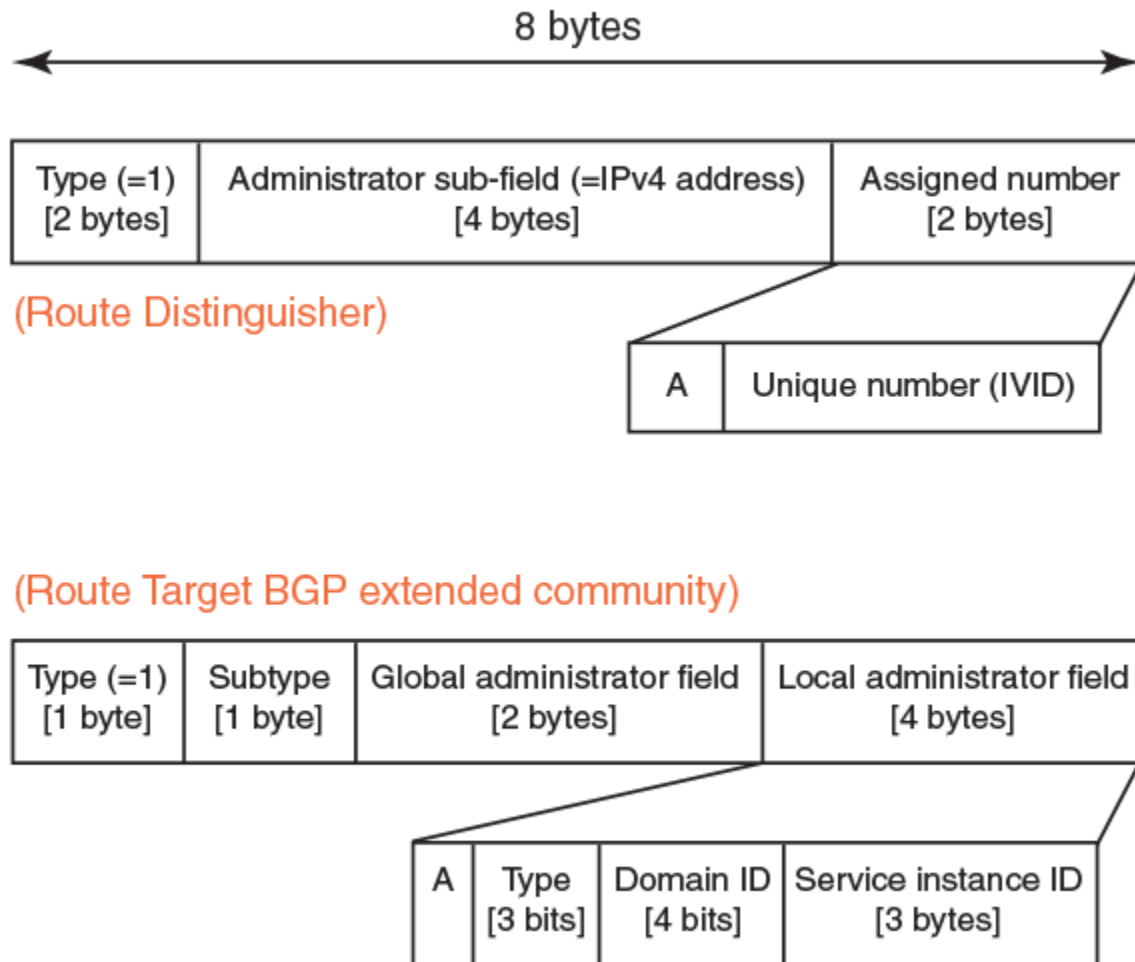 8 bytes
Type (=1) Administrator sub-field (=IPv4 address) Assigned number
[2 bytes] [4 bytes] [2 bytes]
(Route Distinguisher)
A Unique number (IVID)
(Route Target BGP extended community)
Type (=1) Subtype Global administrator field Local administrator field
[1 byte] [1 byte] [2 bytes] [4 bytes]
A Type Domain ID Service instance ID
[3 bits] [4 bits] [3 bytes]